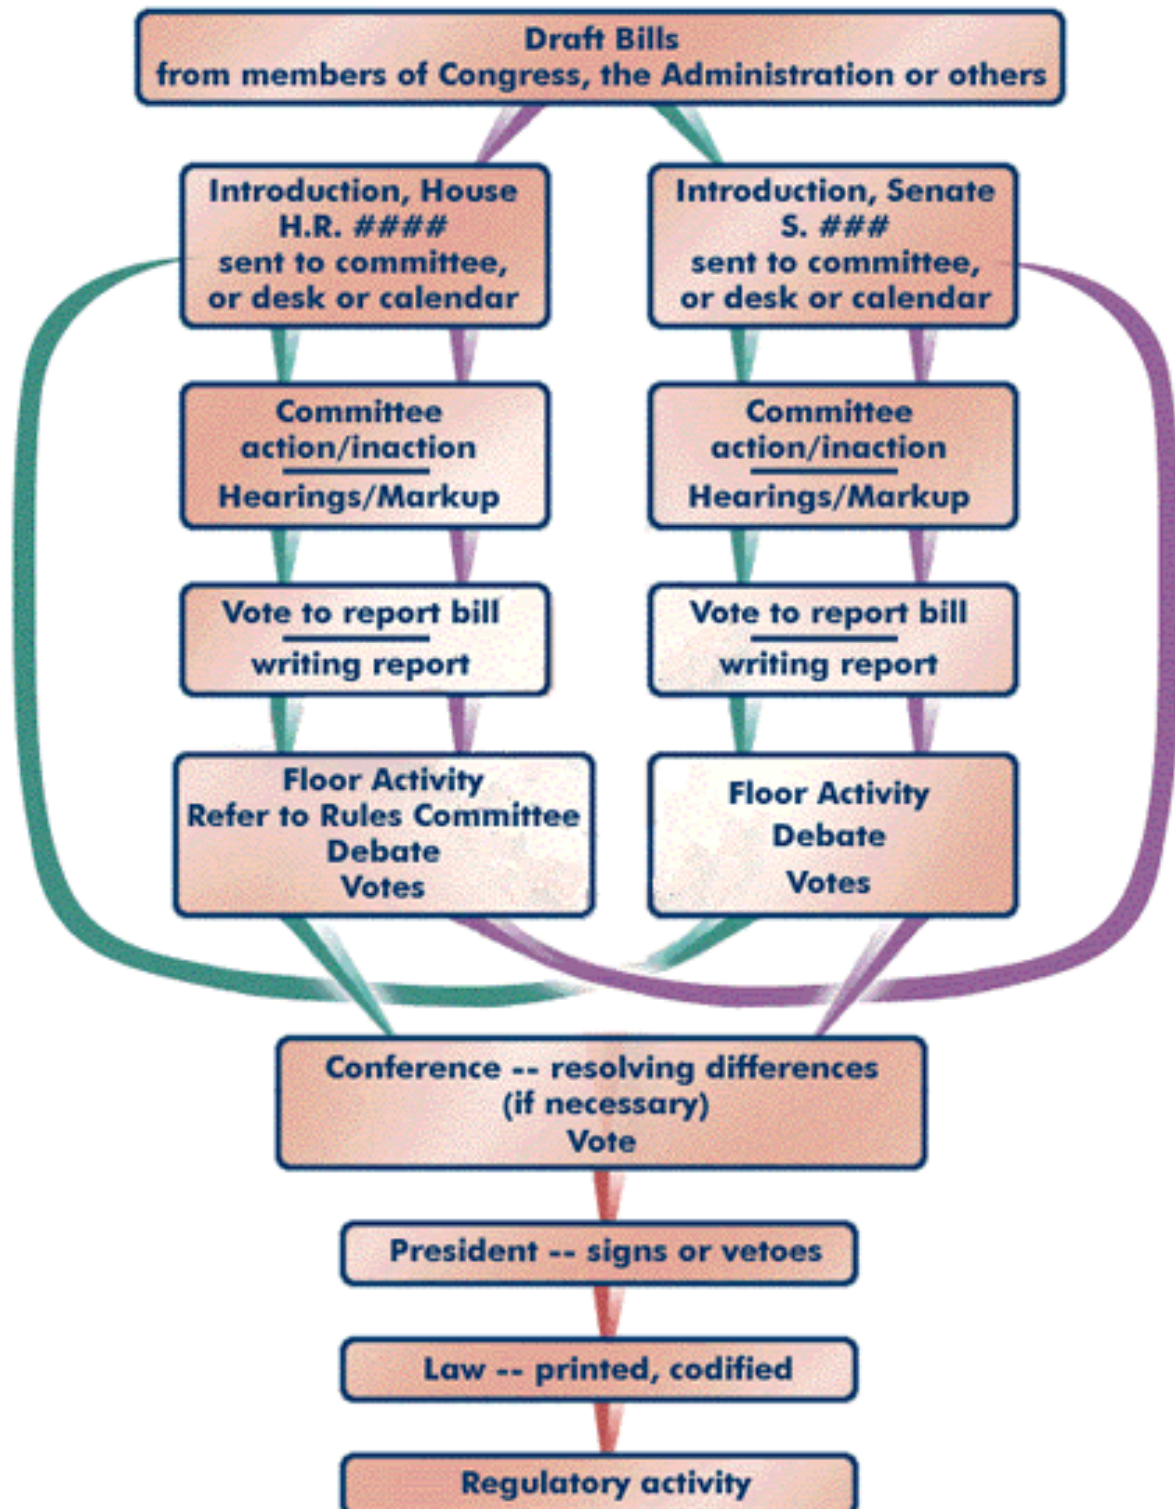 Draft Bills
from members of Congress, the Administration or others
Introduction, House
H.R. ####
sent to committee,
or desk or calendar
Introduction, Senate
S. ###
sent to committee,
or desk or calendar
Committee
action/inaction
Hearings/Markup
Committee
action/inaction
Hearings/Markup
Vote to report bill
writing report
Vote to report bill
writing report
Floor Activity
Refer to Rules Committee
Debate
Votes
Floor Activity
Debate
Votes
Conference -- resolving differences
(if necessary)
Vote
President -- signs or vetoes
Law -- printed, codified
Regulatory activity